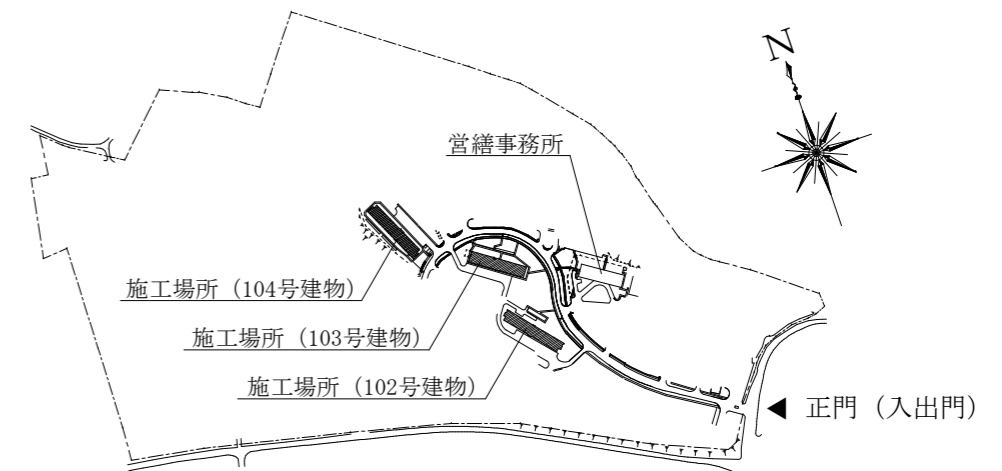 N
営繕事務所
施工場所（104号建物）
施工場所（103号建物）
施工場所（102号建物）
◀ 正門（入出門）